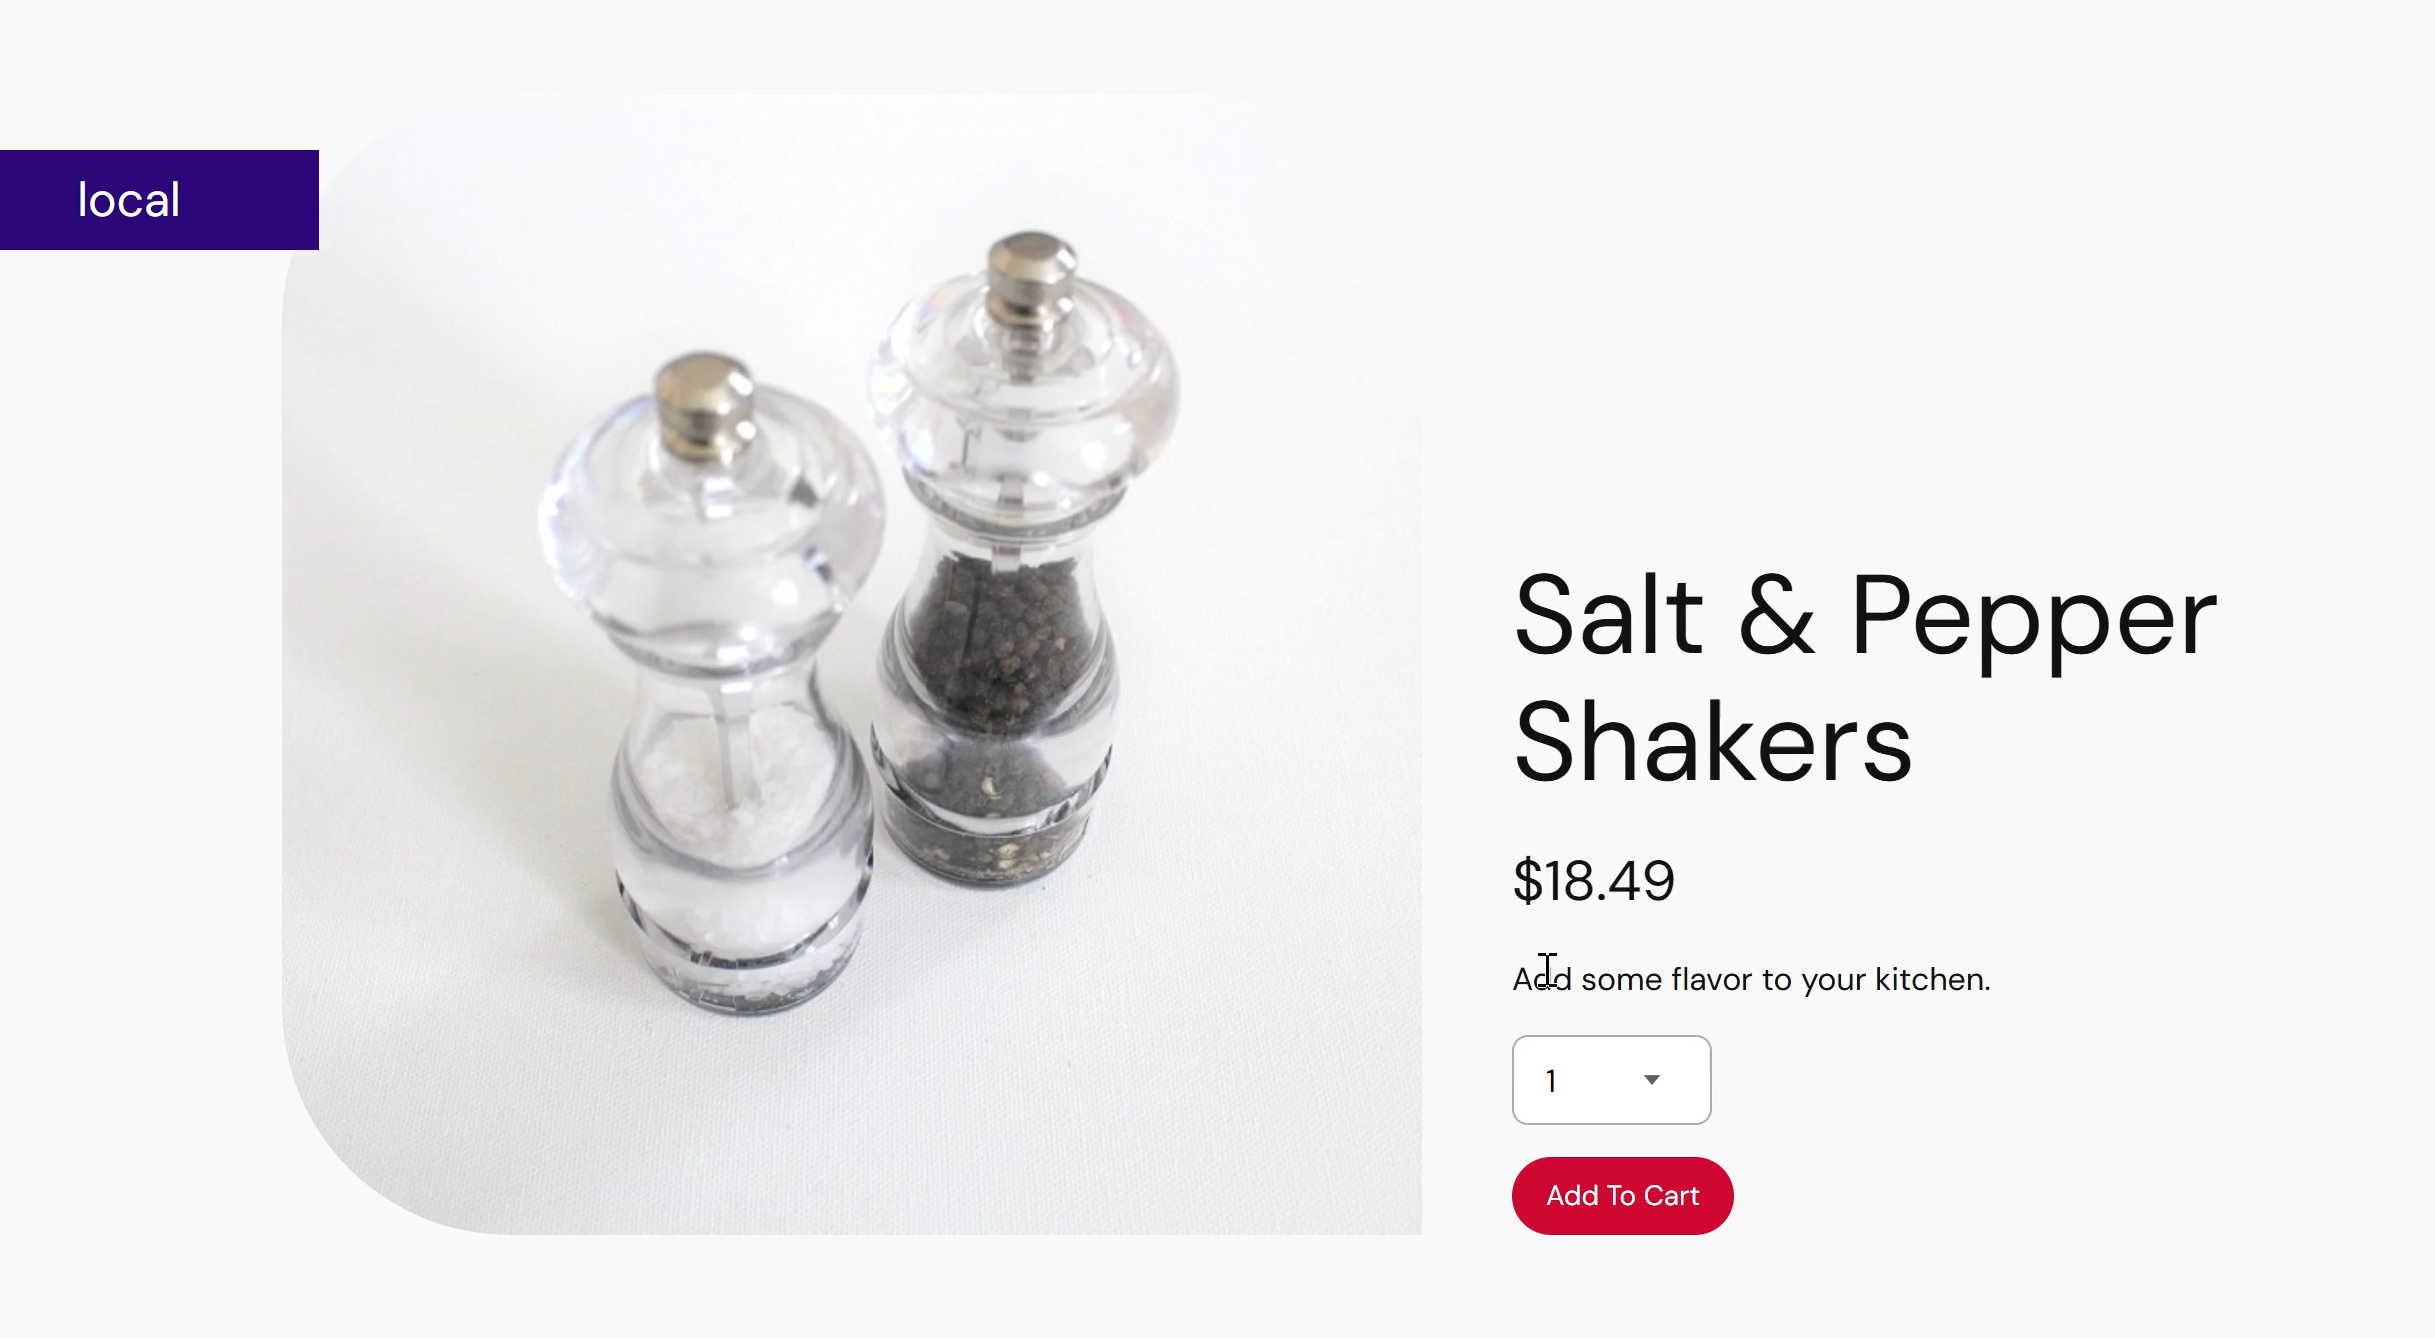 local
Salt & Pepper
Shakers
$18.49
Add some flavor to your kitchen.
1
Add To Cart